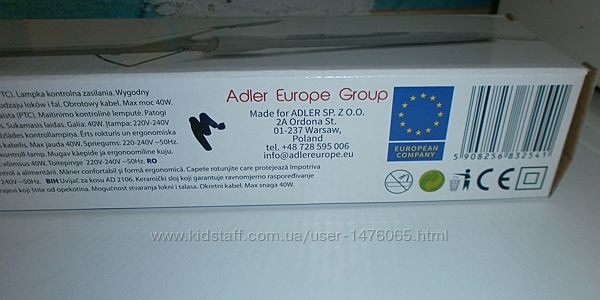 (PTC). Lampka kontrolna zasilania. Wygodny
odzaju loków i fal. Obrotowy kabel. Max moc 40W.
aista (PTC). Maitinimo kontrolinė lemputė. Patogi
s. Sukamasis laidas. Galia: 40W. Įtampa: 220V-240V
Izlādes kontrollampiņa. Ērts rokturis un ergonomiska
s kabelis. Max jauda 40W. Spriegums: 220-240V ~50Hz.
kontroll-lamp. Mugav käepide ja ergonoomiline kuju.
võimsus 40W. Toitepinge: 220V-240V ~50Hz. RO
control a alimentării. Mâner confortabil şi formă ergonomică. Capete rotunjite care protejează împotriva
-240V ~50Hz. BIH Uvijač za kosu AD 2106. Keramički sloj koji garantuje ravnomjerno raspoređivanje
krajevi koji štite od opekotina. Mogućnost stvaranja lokni i talasa. Okretni kabel. Max snaga 40W.
M
Adler Europe Group
Made for ADLER SP. Z O.O.
2A Ordona St.
01-237 Warsaw,
Poland
tel. +48 728 595 006
info@adlereurope.eu
EUROPEAN
COMPANY
5 908256 832541
CE
www.kidstaff.com.ua/user-1476065.html